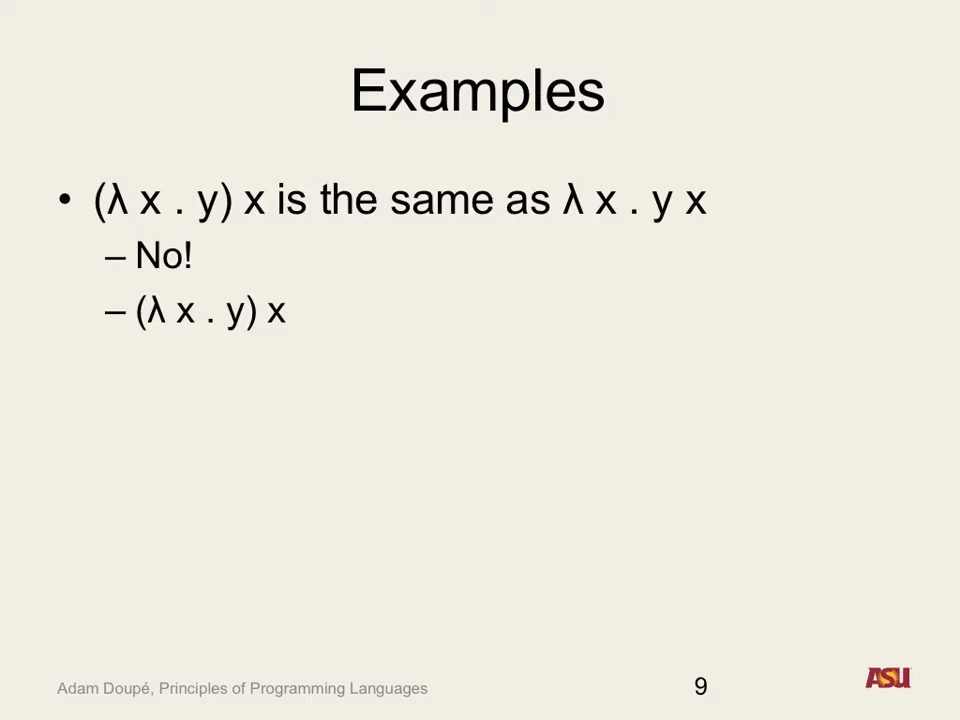 Examples
• (λ x . y) x is the same as λ x . y x
– No!
– (λ x . y) x
Adam Doupé, Principles of Programming Languages
9
ASU